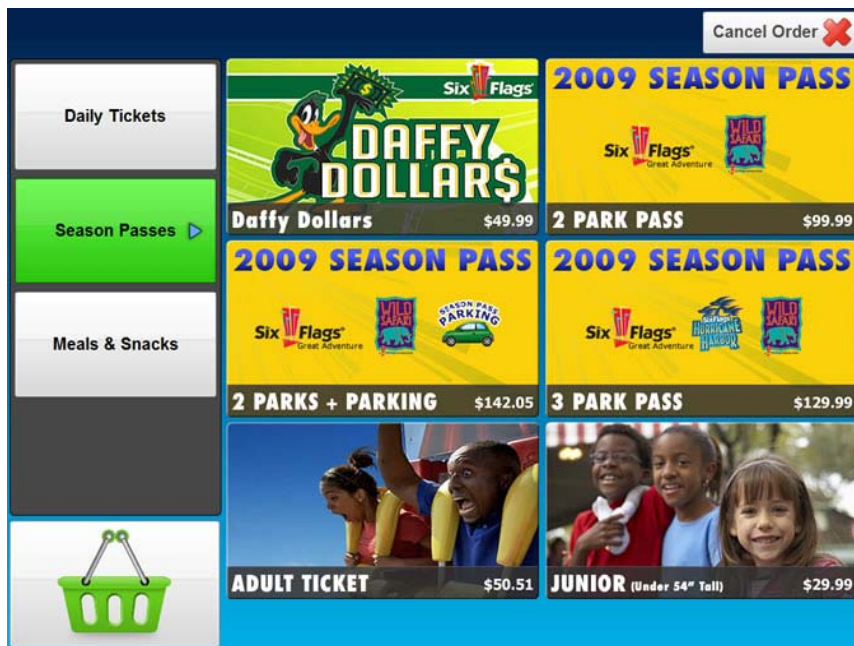 Cancel Order
Daily Tickets
Season Passes
Meals & Snacks
Six Flags
DAFFY
DOLLAR$
Daffy Dollars $49.99
2009 SEASON PASS
Six Flags
Great Adventure
WILD
SAFARI
2 PARK PASS $99.99
2009 SEASON PASS
Six Flags
Great Adventure
WILD
SAFARI
SEASON PASS
PARKING
2 PARKS + PARKING $142.05
2009 SEASON PASS
Six Flags
Great Adventure
Six Flags
HURRICANE
HARBOR
WILD
SAFARI
3 PARK PASS $129.99
ADULT TICKET $50.51
JUNIOR (Under 54" Tall) $29.99